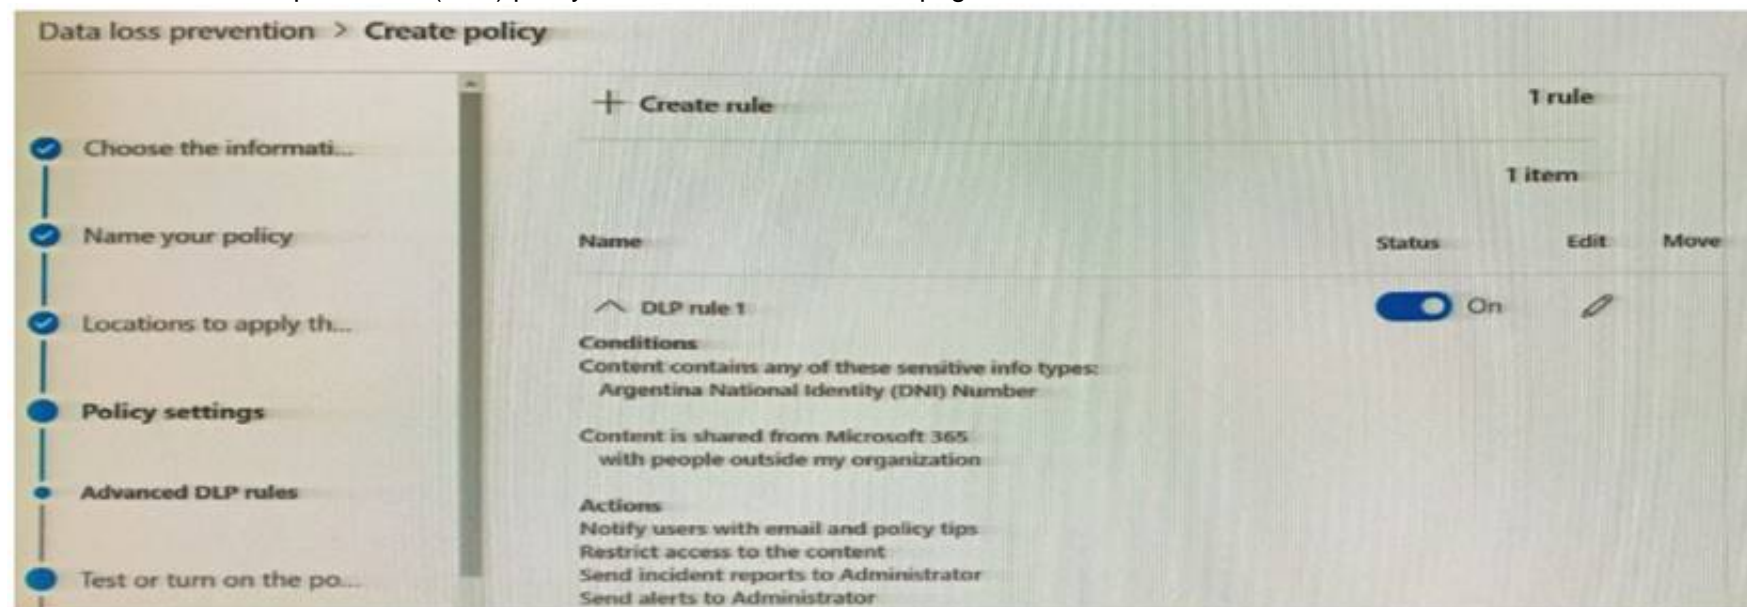 Data loss prevention > Create policy
+ Create rule
1 rule
Choose the informati...
1 item
Name your policy
Name
Status
Edit
Move
Locations to apply th...
DLP rule 1
On
Conditions
Content contains any of these sensitive info types:
Argentina National Identity (DNI) Number
Policy settings
Content is shared from Microsoft 365
with people outside my organization
Advanced DLP rules
Actions
Notify users with email and policy tips
Restrict access to the content
Test or turn on the po...
Send incident reports to Administrator
Send alerts to Administrator